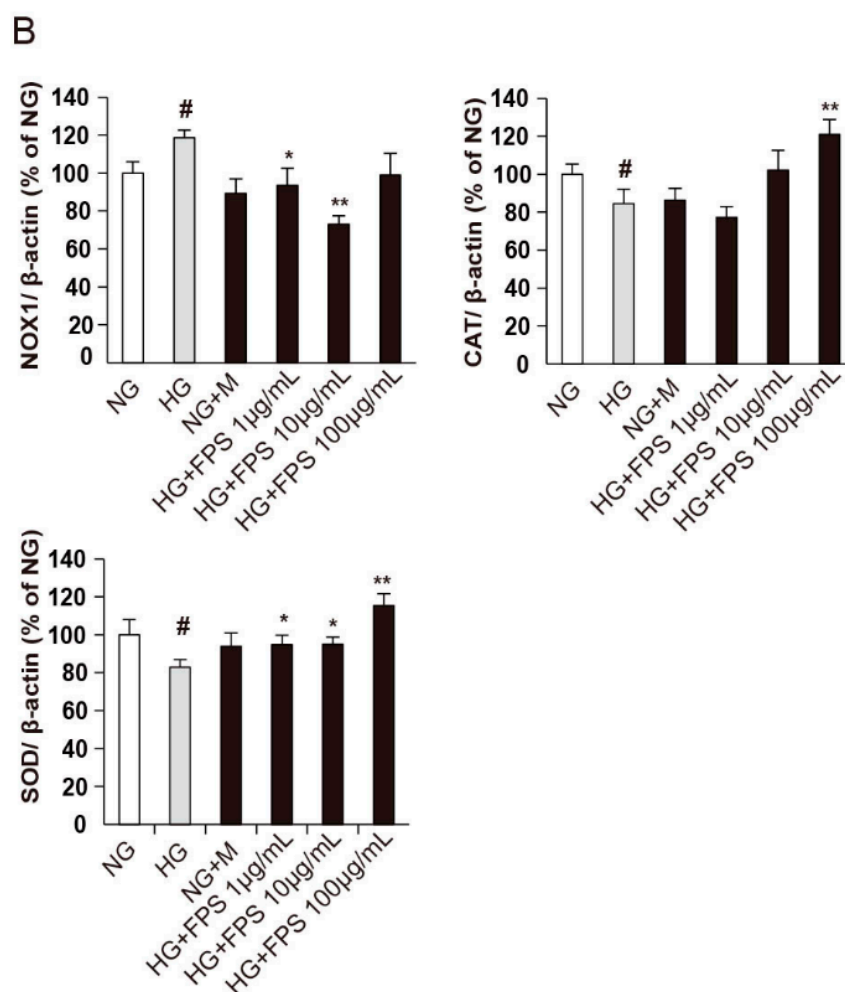 B
NOX1/ β-actin (% of NG)
140
120
100
80
60
40
20
0
#
*
**
NG
HG
NG+M
HG+FPS 1µg/mL
HG+FPS 10µg/mL
HG+FPS 100µg/mL
CAT/ β-actin (% of NG)
140
120
100
80
60
40
20
0
#
**
NG
HG
NG+M
HG+FPS 1µg/mL
HG+FPS 10µg/mL
HG+FPS 100µg/mL
SOD/ β-actin (% of NG)
140
120
100
80
60
40
20
0
#
*
*
**
NG
HG
NG+M
HG+FPS 1µg/mL
HG+FPS 10µg/mL
HG+FPS 100µg/mL